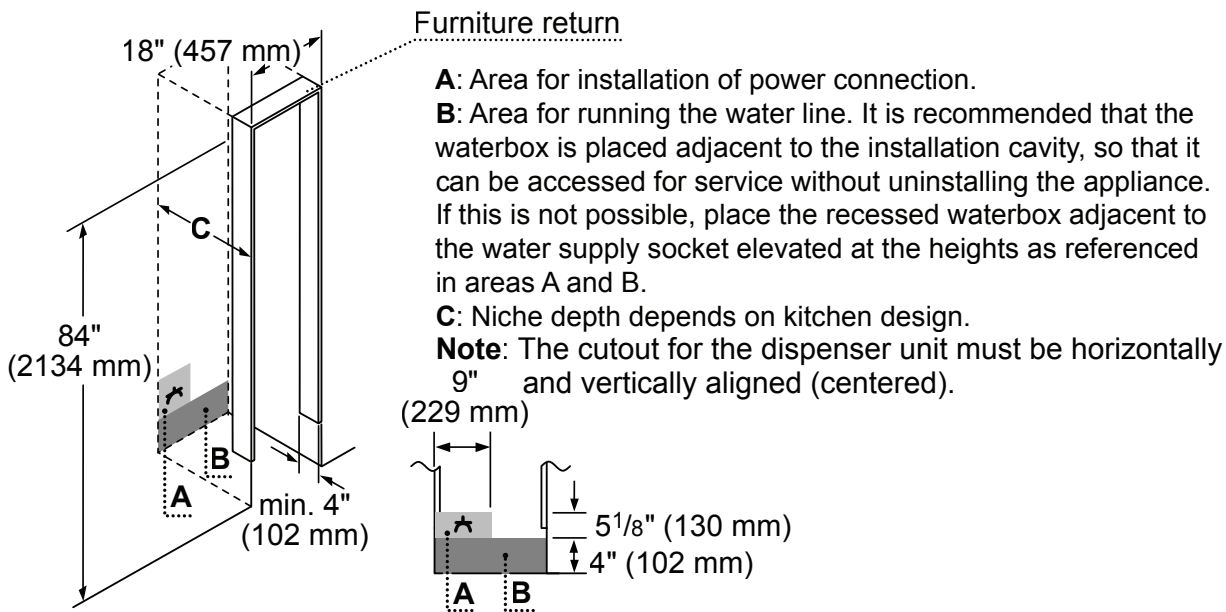 Furniture return
18" (457 mm)
A: Area for installation of power connection.
B: Area for running the water line. It is recommended that the
waterbox is placed adjacent to the installation cavity, so that it
can be accessed for service without uninstalling the appliance.
If this is not possible, place the recessed waterbox adjacent to
the water supply socket elevated at the heights as referenced
in areas A and B.
C: Niche depth depends on kitchen design.
Note: The cutout for the dispenser unit must be horizontally
and vertically aligned (centered).
C
84"
(2134 mm)
B
A
min. 4"
(102 mm)
9"
(229 mm)
51/8" (130 mm)
4" (102 mm)
A
B